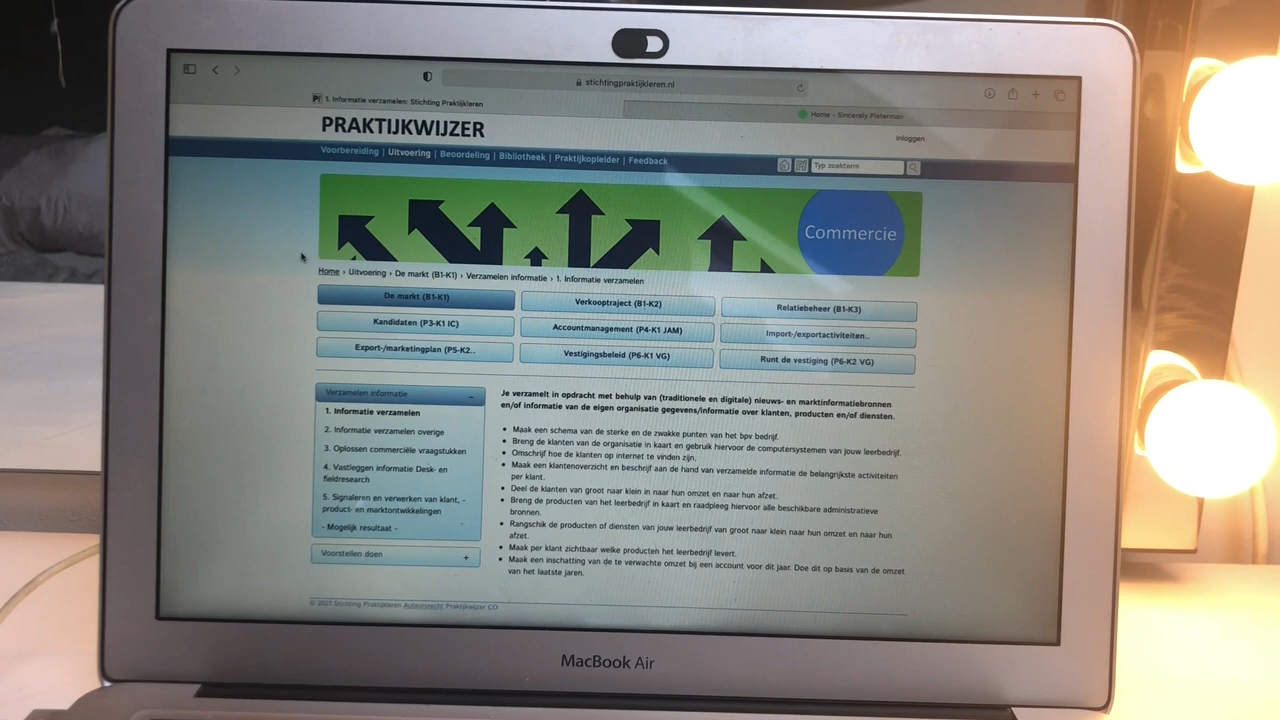 stichtingpraktijkleren.nl
1. Informatie verzamelen: Stichting Praktijkleren
Home - Sincerely Pieterman
PRAKTIJKWIJZER
Inloggen
Voorbereiding | Uitvoering | Beoordeling | Bibliotheek | Praktijkopleider | Feedback
Typ zoekterm
Commercie
Home › Uitvoering › De markt (B1-K1) › Verzamelen informatie › 1. Informatie verzamelen
De markt (B1-K1)
Verkooptraject (B1-K2)
Relatiebeheer (B1-K3)
Kandidaten (P3-K1 IC)
Accountmanagement (P4-K1 JAM)
Import-/exportactiviteiten..
Export-/marketingplan (P5-K2..
Vestigingsbeleid (P6-K1 VG)
Runt de vestiging (P6-K2 VG)
Verzamelen informatie –
1. Informatie verzamelen
2. Informatie verzamelen overige
3. Oplossen commerciële vraagstukken
4. Vastleggen informatie Desk- en
fieldresearch
5. Signaleren en verwerken van klant, -
product- en marktontwikkelingen
- Mogelijk resultaat -
Voorstellen doen +
Je verzamelt in opdracht met behulp van (traditionele en digitale) nieuws- en marktinformatiebronnen
en/of informatie van de eigen organisatie gegevens/informatie over klanten, producten en/of diensten.
• Maak een schema van de sterke en de zwakke punten van het bpv bedrijf.
• Breng de klanten van de organisatie in kaart en gebruik hiervoor de computersystemen van jouw leerbedrijf.
• Omschrijf hoe de klanten op internet te vinden zijn.
• Maak een klantenoverzicht en beschrijf aan de hand van verzamelde informatie de belangrijkste activiteiten
per klant.
• Deel de klanten van groot naar klein in naar hun omzet en naar hun afzet.
• Breng de producten van het leerbedrijf in kaart en raadpleeg hiervoor alle beschikbare administratieve
bronnen.
• Rangschik de producten of diensten van jouw leerbedrijf van groot naar klein naar hun omzet en naar hun
afzet.
• Maak per klant zichtbaar welke producten het leerbedrijf levert.
• Maak een inschatting van de te verwachte omzet bij een account voor dit jaar. Doe dit op basis van de omzet
van het laatste jaren.
© 2021 Stichting Praktijkleren Auteursrecht Praktijkwijzer CO
MacBook Air